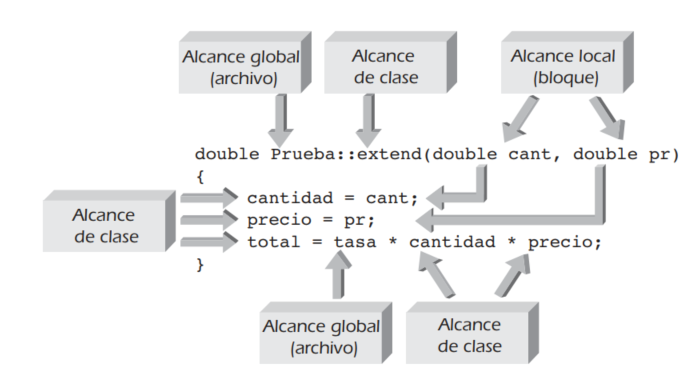 Alcance global
(archivo)
Alcance
de clase
Alcance local
(bloque)
double Prueba::extend(double cant, double pr)
{
cantidad = cant;
precio = pr;
total = tasa * cantidad * precio;
}
Alcance
de clase
Alcance global
(archivo)
Alcance
de clase